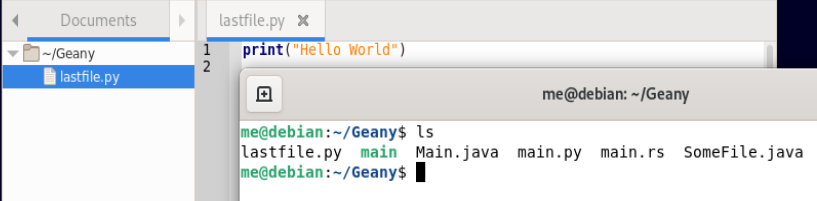 Documents
lastfile.py
~/Geany
lastfile.py
1 print("Hello World")
2
me@debian: ~/Geany
me@debian:~/Geany$ ls
lastfile.py main Main.java main.py main.rs SomeFile.java
me@debian:~/Geany$